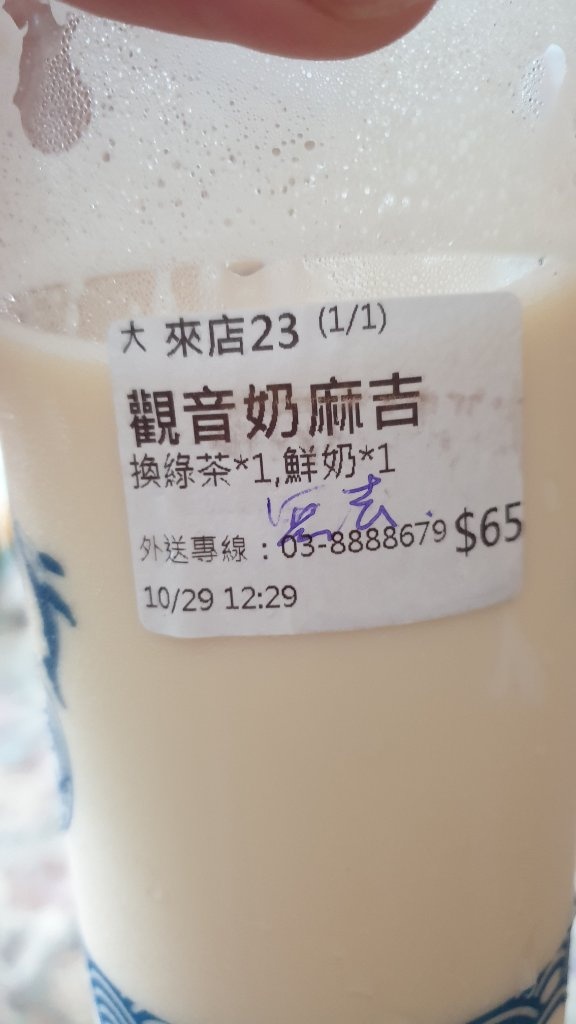 大 來店23 (1/1)
觀音奶麻吉
換綠茶*1,鮮奶*1
外送專線：03-8888679 $65
10/29 12:29